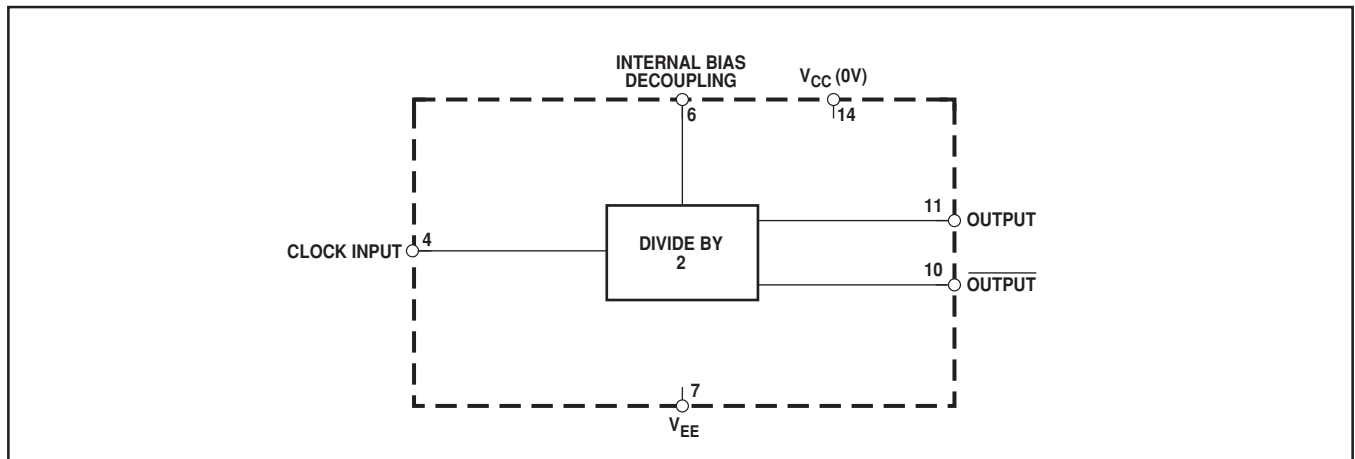 INTERNAL BIAS
DECOUPLING
V_CC (0V)
6
14
11
OUTPUT
CLOCK INPUT
4
DIVIDE BY
2
10
OUTPUT
7
V_EE